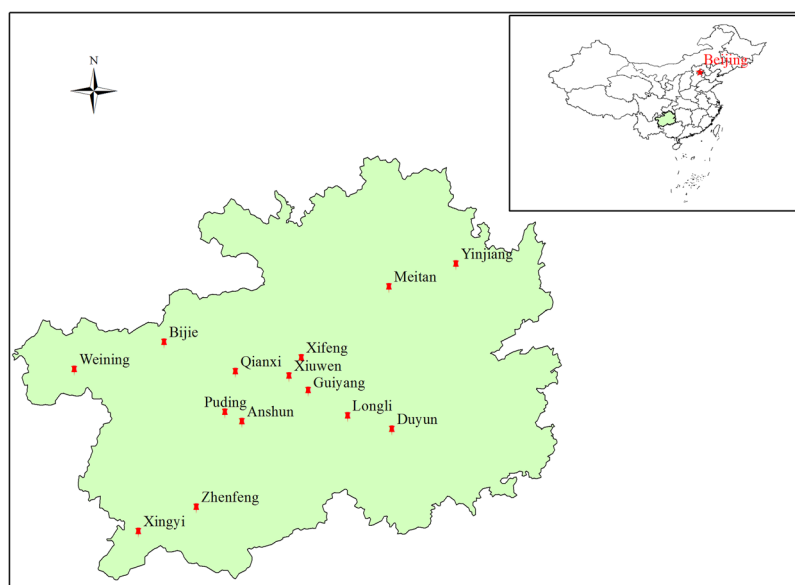 N
Beijing
Yinjiang
Meitan
Bijie
Xifeng
Weining
Qianxi
Xiuwen
Guiyang
Puding
Anshun
Longli
Duyun
Zhenfeng
Xingyi